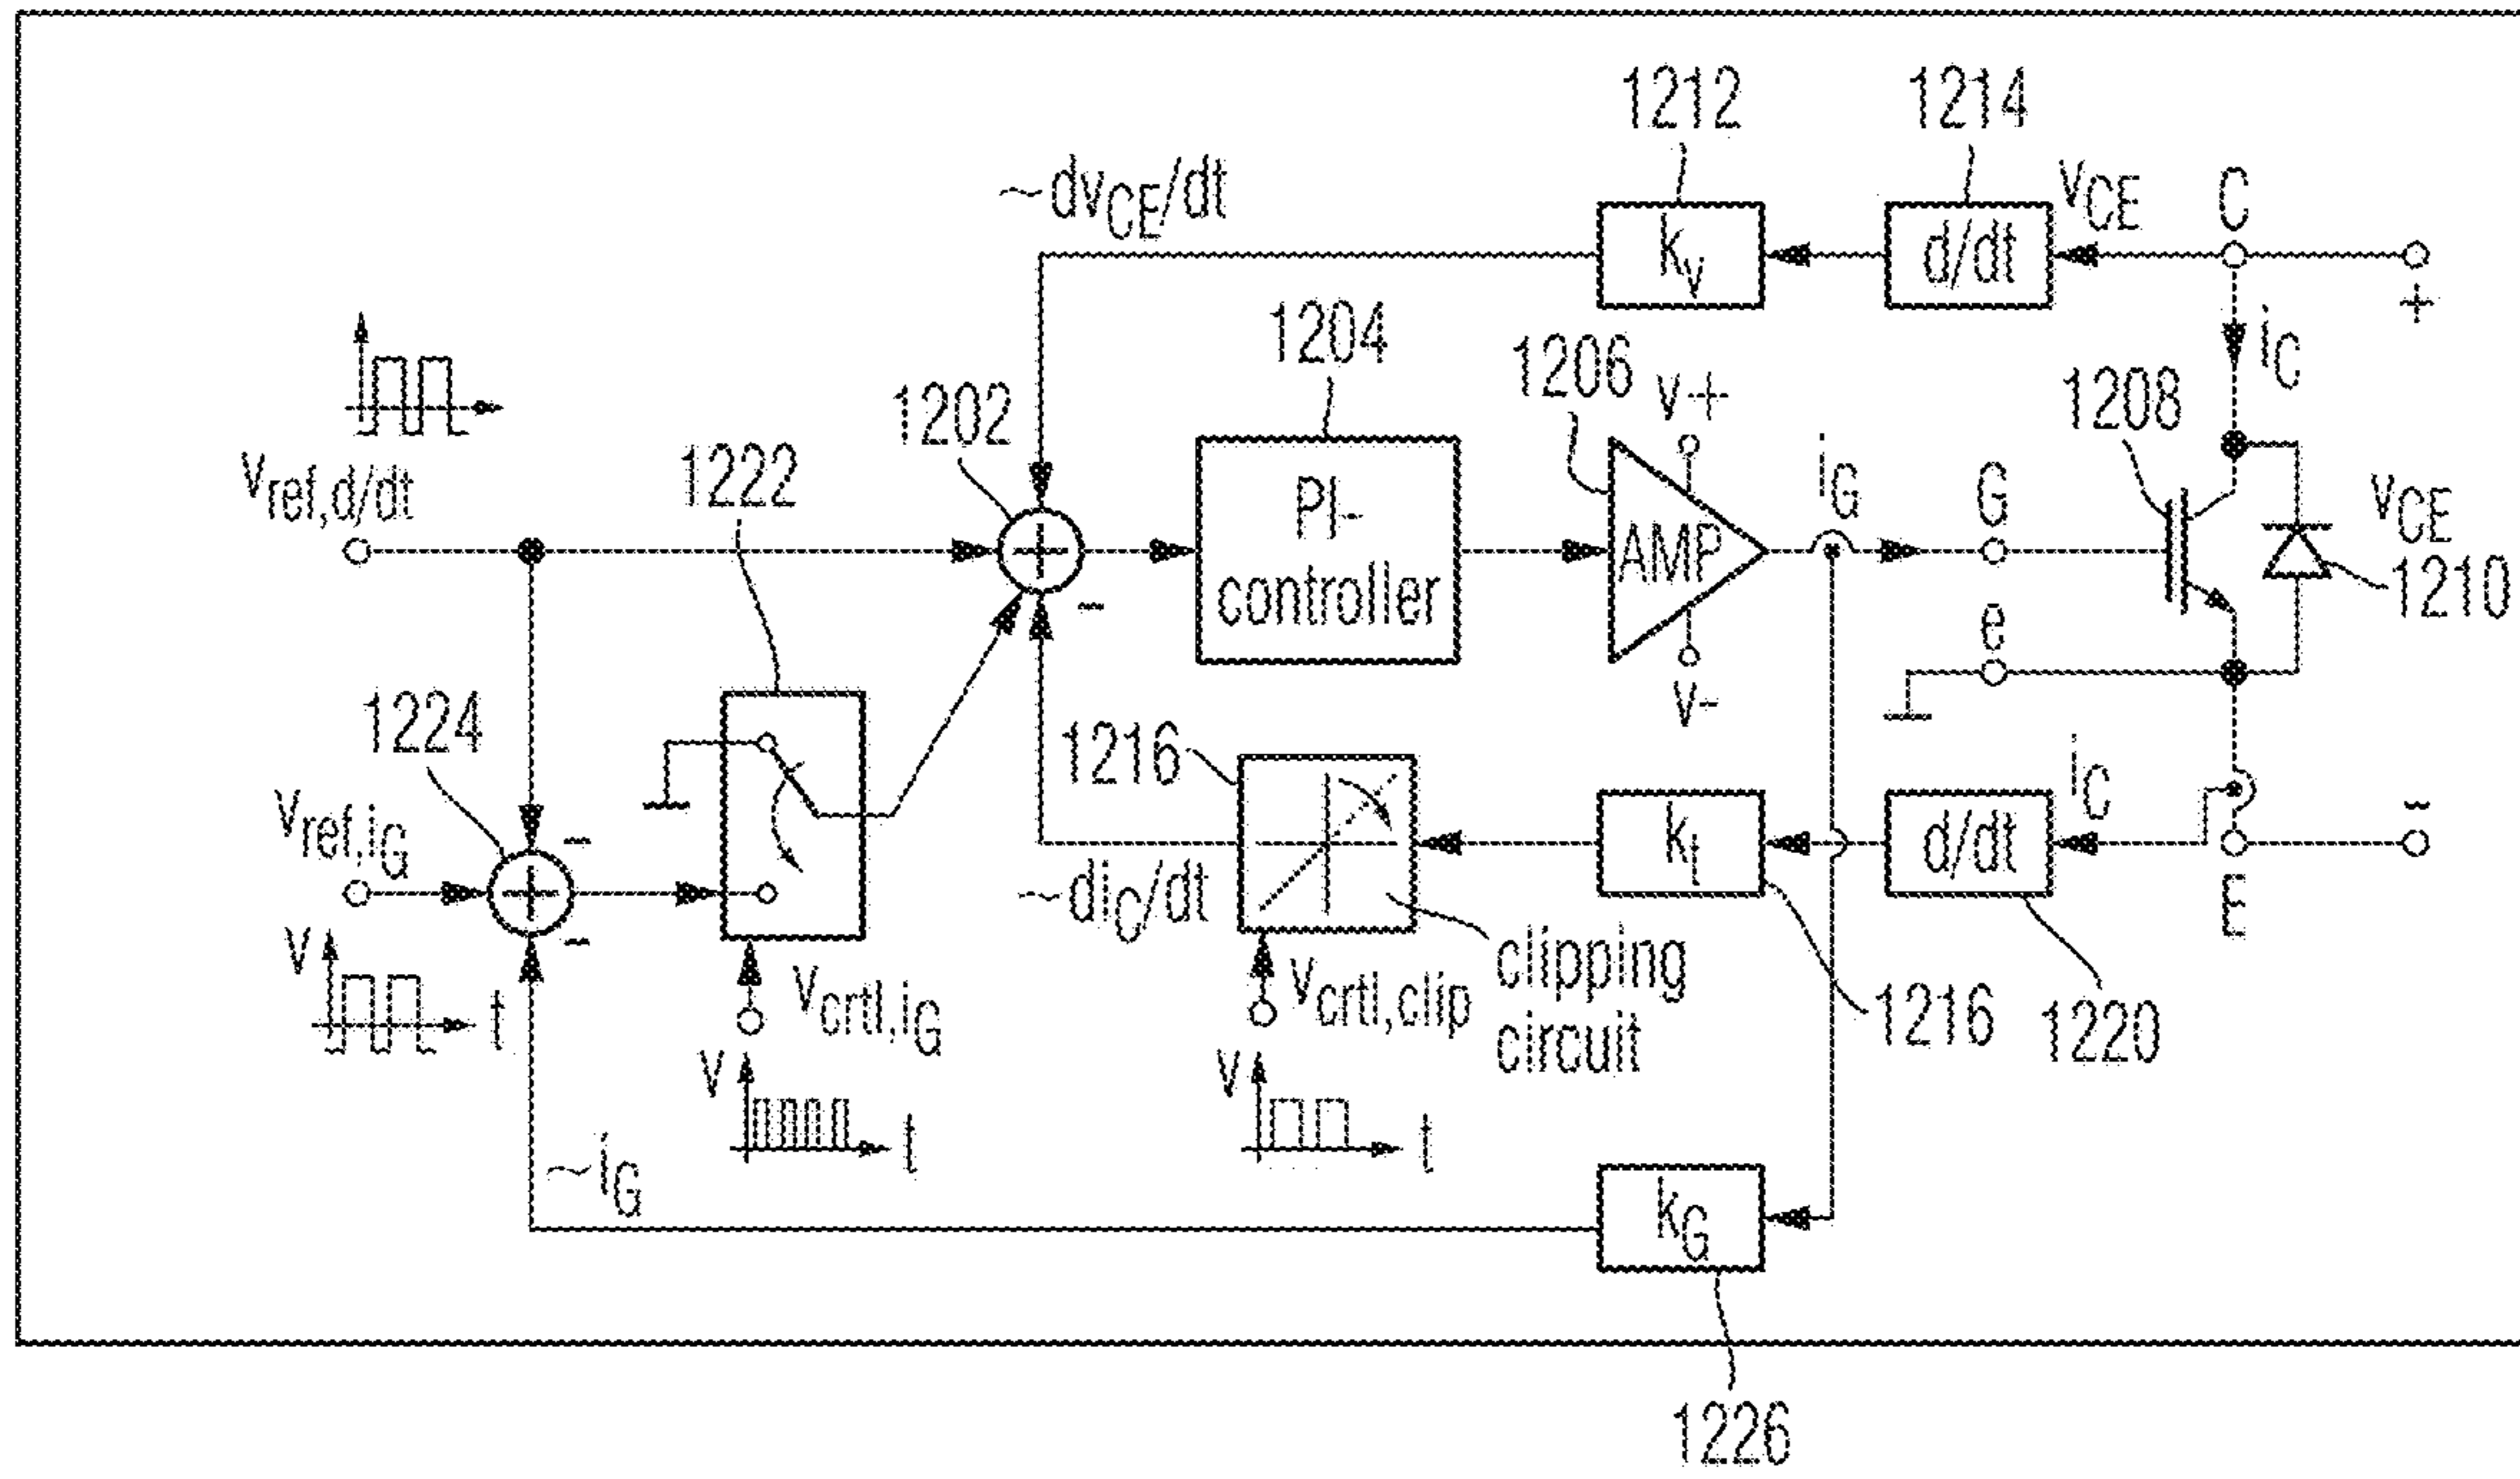 1212
1214
~dvCE/dt
kv
d/dt
vCE
C
+
iC
1204
1206
v+
1208
1202
vref,d/dt
1222
PI-
controller
AMP
iG
G
vCE
1210
-
e
v-
1224
1216
vref,iG
-
-
~diC/dt
ki
d/dt
iC
-
E
v
t
vcrtl,iG
vcrtl,clip
clipping
circuit
1216
1220
v
t
v
t
~iG
kG
1226